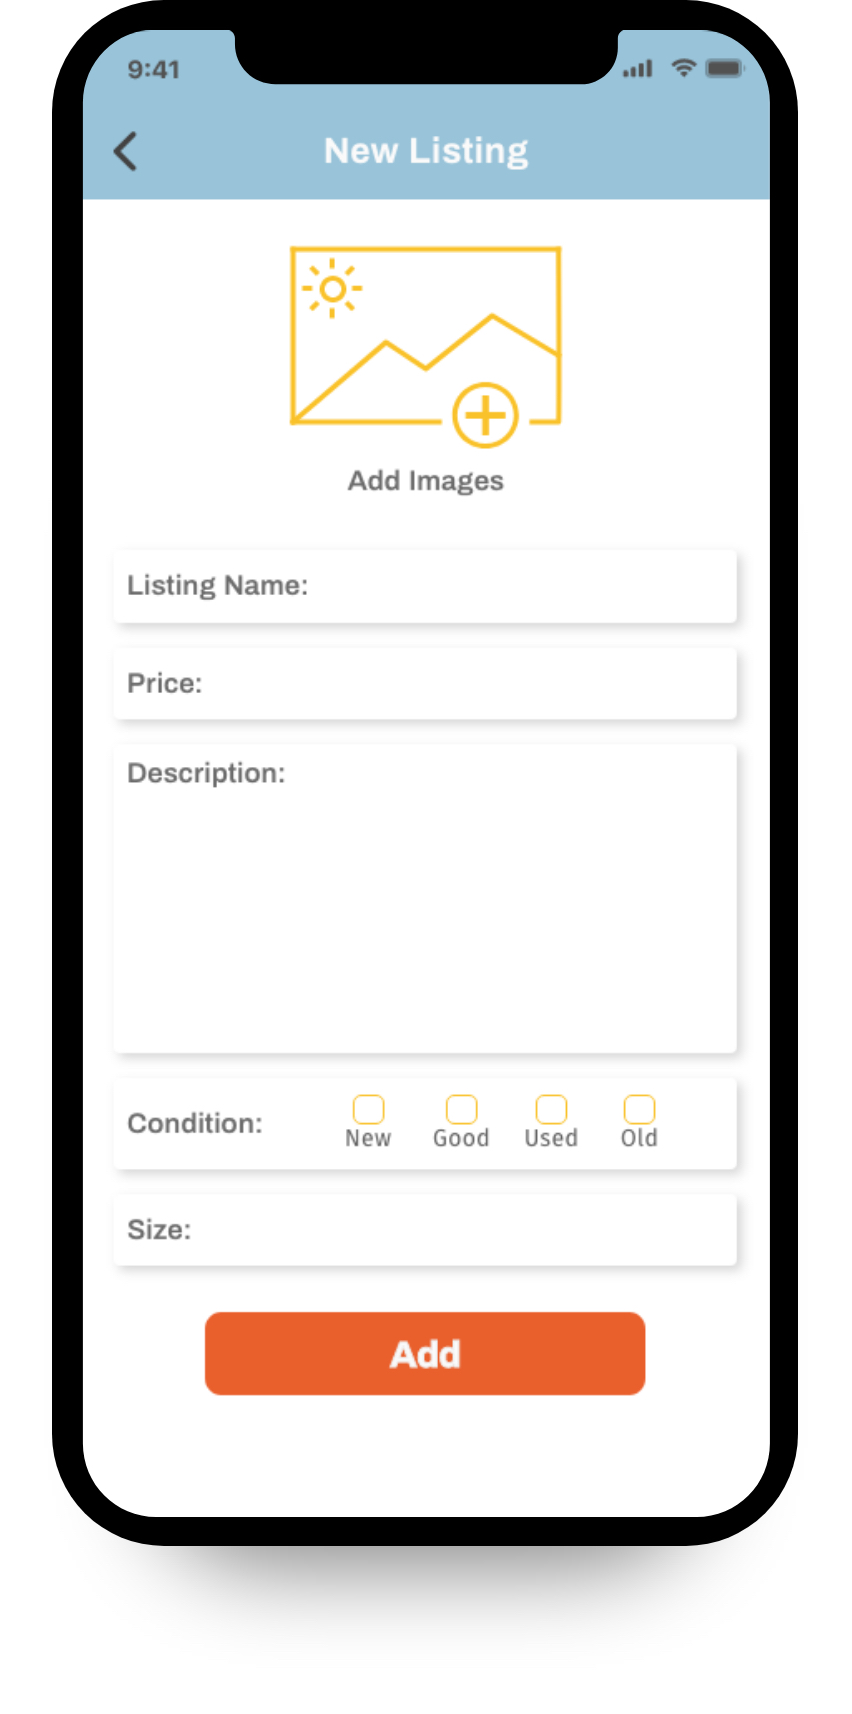 9:41
New Listing
Add Images
Listing Name:
Price:
Description:
Condition:
New Good Used Old
Size:
Add